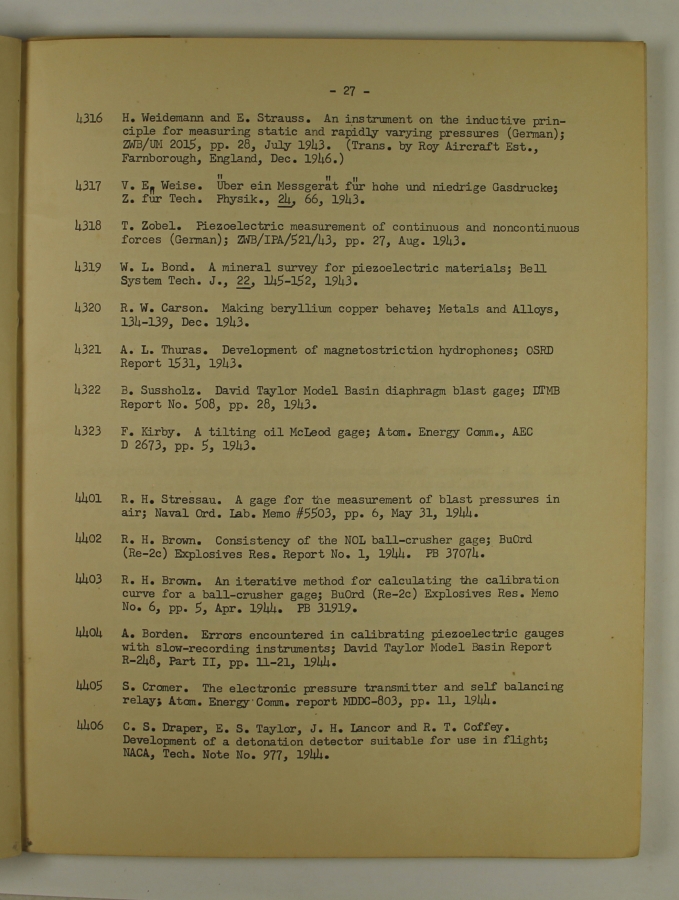 - 27 -
4316 H. Weidemann and E. Strauss. An instrument on the inductive prin-
ciple for measuring static and rapidly varying pressures (German);
ZWB/UM 2015, pp. 28, July 1943. (Trans. by Roy Aircraft Est.,
Farnborough, England, Dec. 1946.)
4317 V. E. Weise. Über ein Messgerät für hohe und niedrige Gasdrucke;
Z. für Tech. Physik., 24, 66, 1943.
4318 T. Zobel. Piezoelectric measurement of continuous and noncontinuous
forces (German); ZWB/IPA/521/43, pp. 27, Aug. 1943.
4319 W. L. Bond. A mineral survey for piezoelectric materials; Bell
System Tech. J., 22, 145-152, 1943.
4320 R. W. Carson. Making beryllium copper behave; Metals and Alloys,
134-139, Dec. 1943.
4321 A. L. Thuras. Development of magnetostriction hydrophones; OSRD
Report 1531, 1943.
4322 B. Sussholz. David Taylor Model Basin diaphragm blast gage; DTMB
Report No. 508, pp. 28, 1943.
4323 F. Kirby. A tilting oil McLeod gage; Atom. Energy Comm., AEC
D 2673, pp. 5, 1943.
4401 R. H. Stressau. A gage for the measurement of blast pressures in
air; Naval Ord. Lab. Memo #5503, pp. 6, May 31, 1944.
4402 R. H. Brown. Consistency of the NOL ball-crusher gage; BuOrd
(Re-2c) Explosives Res. Report No. 1, 1944. PB 37074.
4403 R. H. Brown. An iterative method for calculating the calibration
curve for a ball-crusher gage; BuOrd (Re-2c) Explosives Res. Memo
No. 6, pp. 5, Apr. 1944. PB 31919.
4404 A. Borden. Errors encountered in calibrating piezoelectric gauges
with slow-recording instruments; David Taylor Model Basin Report
R-248, Part II, pp. 11-21, 1944.
4405 S. Cromer. The electronic pressure transmitter and self balancing
relay; Atom. Energy Comm. report MDDC-803, pp. 11, 1944.
4406 C. S. Draper, E. S. Taylor, J. H. Lancor and R. T. Coffey.
Development of a detonation detector suitable for use in flight;
NACA, Tech. Note No. 977, 1944.